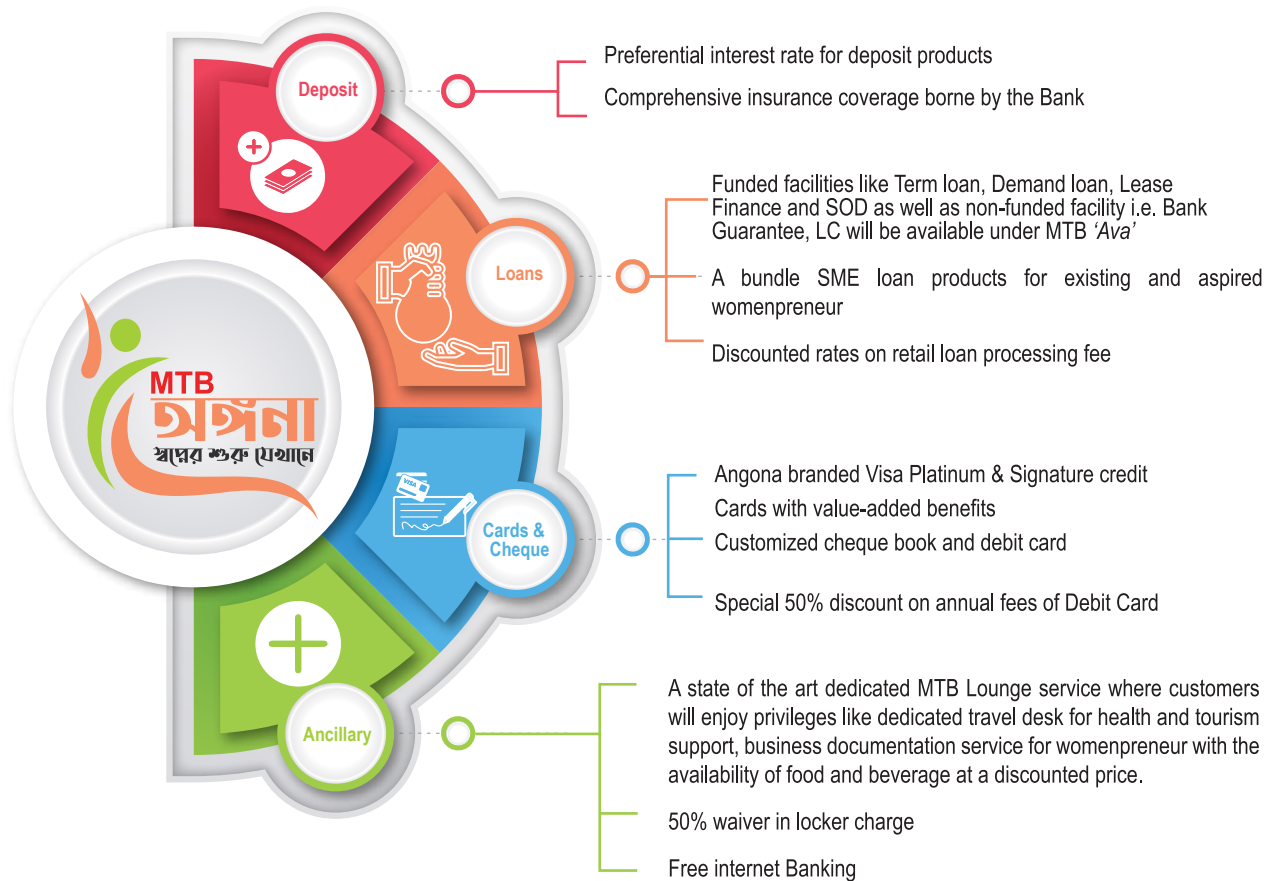 Deposit
Preferential interest rate for deposit products
Comprehensive insurance coverage borne by the Bank
Loans
Funded facilities like Term loan, Demand loan, Lease
Finance and SOD as well as non-funded facility i.e. Bank
Guarantee, LC will be available under MTB ‘Ava’
A bundle SME loan products for existing and aspired
womenpreneur
Discounted rates on retail loan processing fee
MTB
অঙ্গনা
স্বপ্নের শুরু যেখানে
VISA
Cards &
Cheque
Angona branded Visa Platinum & Signature credit
Cards with value-added benefits
Customized cheque book and debit card
Special 50% discount on annual fees of Debit Card
Ancillary
A state of the art dedicated MTB Lounge service where customers
will enjoy privileges like dedicated travel desk for health and tourism
support, business documentation service for womenpreneur with the
availability of food and beverage at a discounted price.
50% waiver in locker charge
Free internet Banking